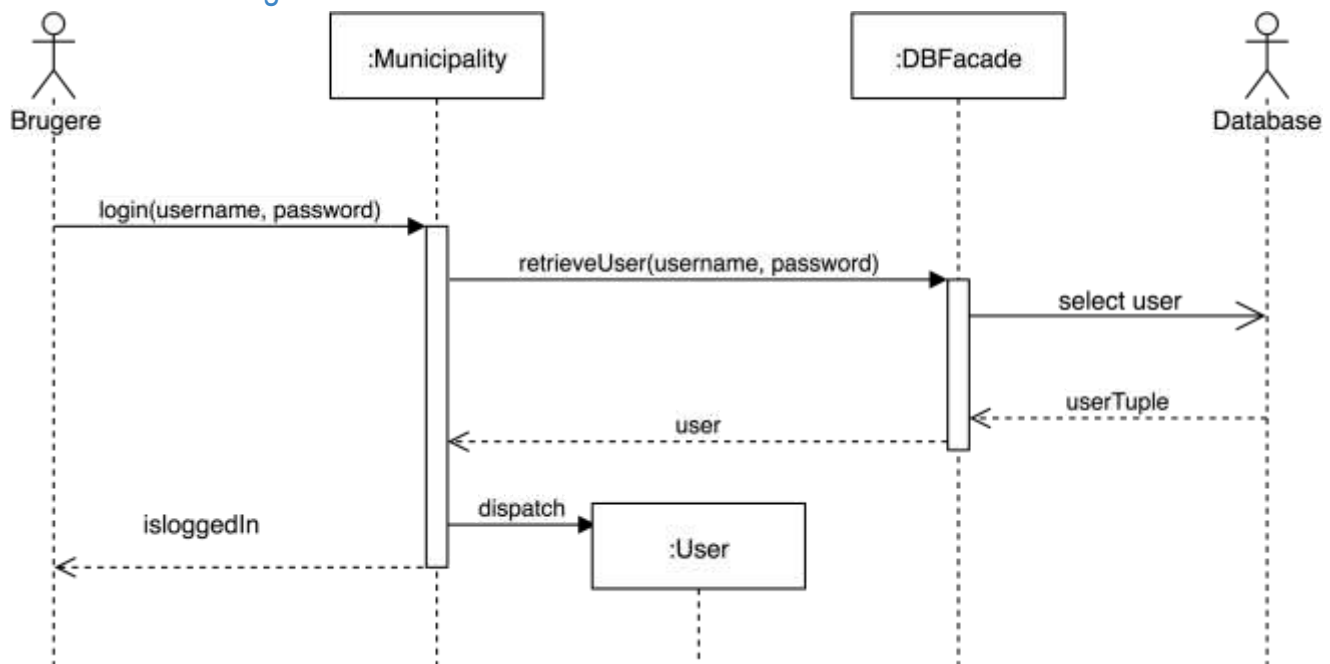 :Municipality
:DBFacade
Brugere
Database
login(username, password)
retrieveUser(username, password)
select user
userTuple
user
dispatch
isloggedIn
:User